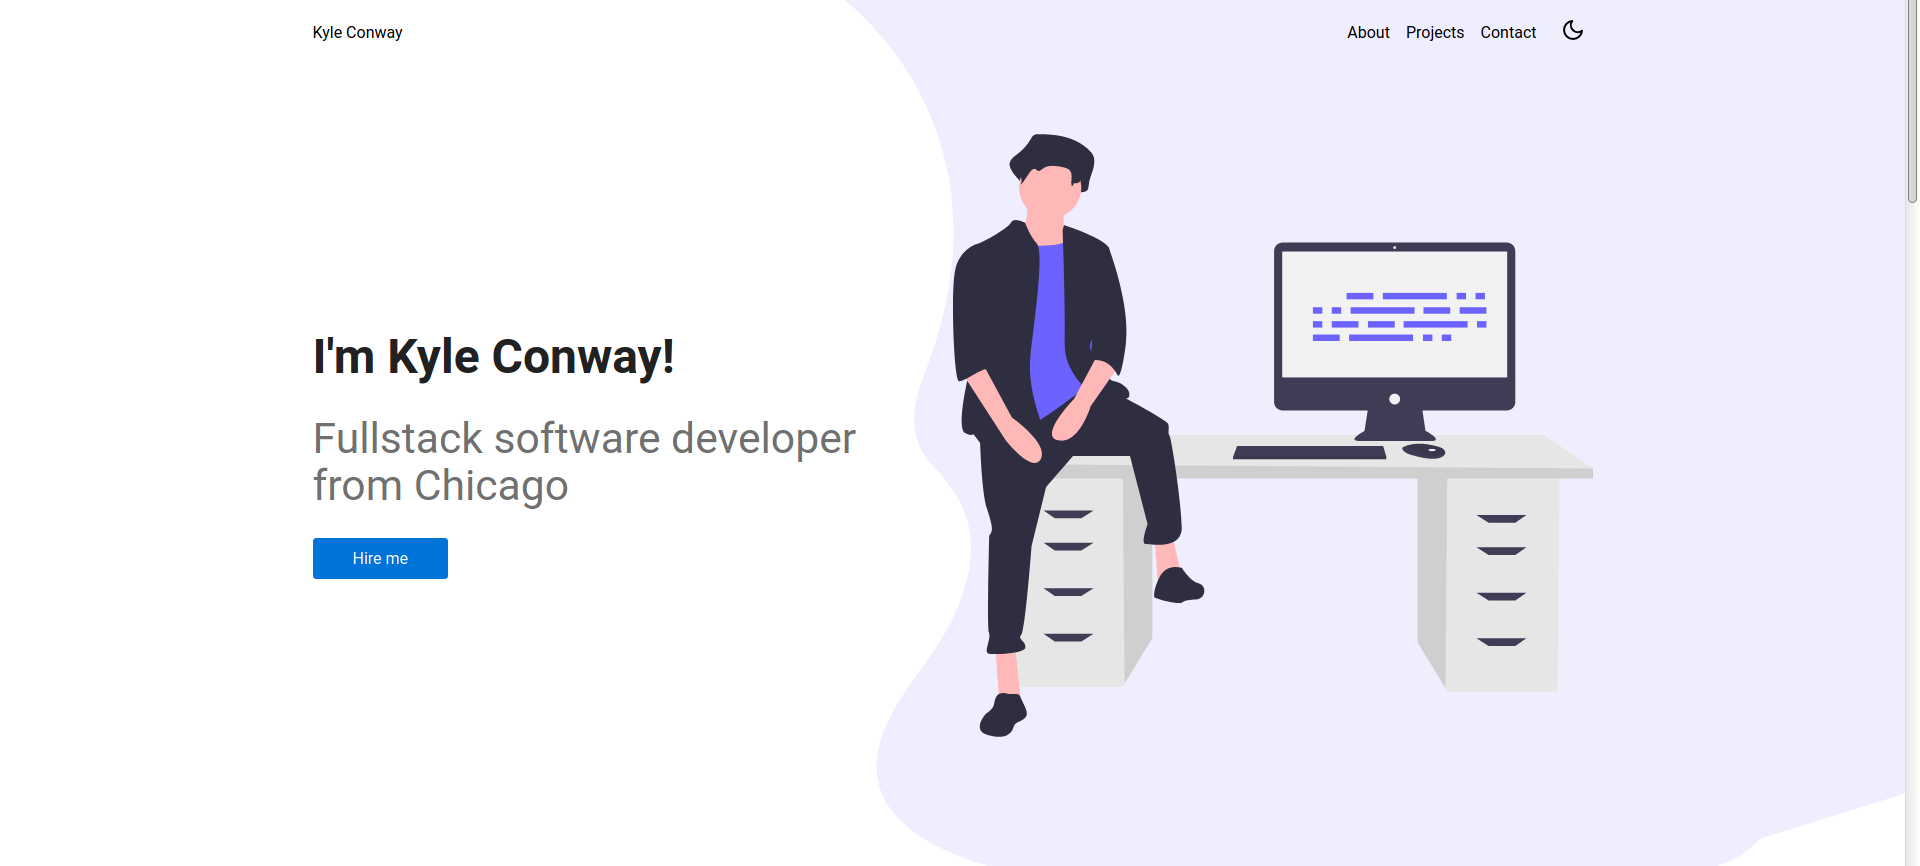 Kyle Conway
About Projects Contact
I'm Kyle Conway!
Fullstack software developer
from Chicago
Hire me